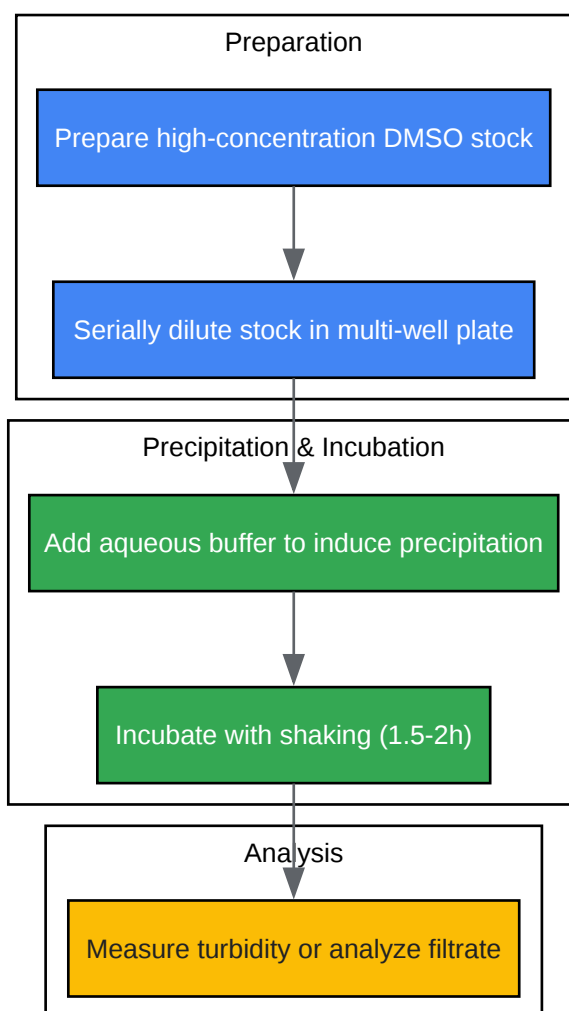 Preparation
Prepare high-concentration DMSO stock
Serially dilute stock in multi-well plate
Precipitation & Incubation
Add aqueous buffer to induce precipitation
Incubate with shaking (1.5-2h)
Analysis
Measure turbidity or analyze filtrate